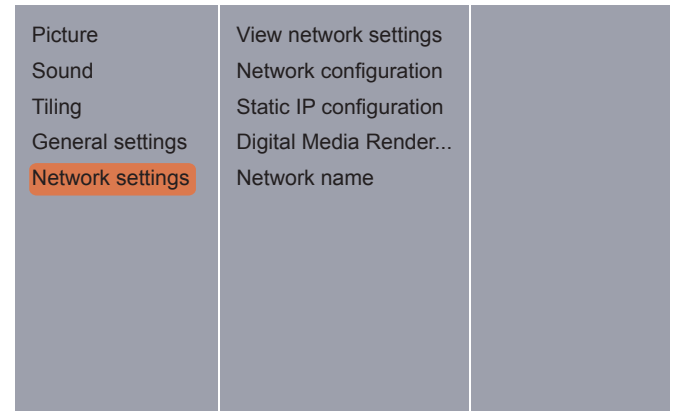 Picture
Sound
Tiling
General settings
Network settings
View network settings
Network configuration
Static IP configuration
Digital Media Render...
Network name